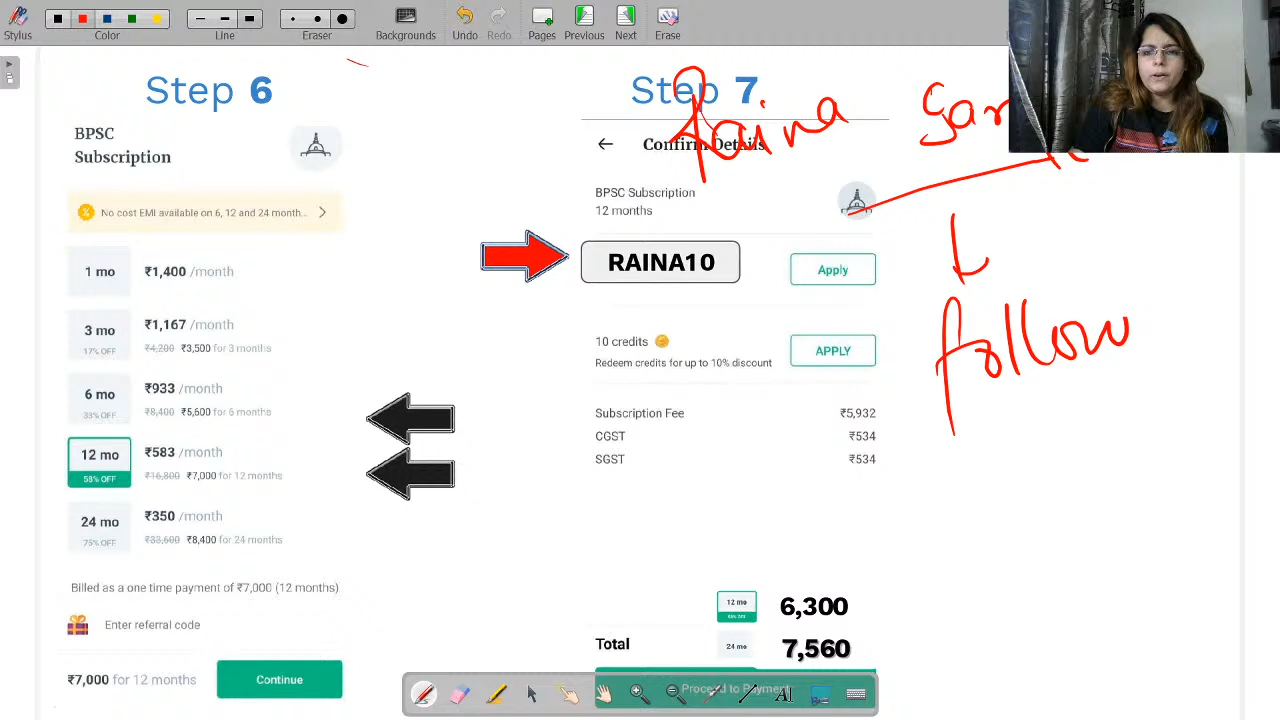 Stylus
Color
Line
Eraser
Backgrounds
Undo
Redo
Pages
Previous
Next
Erase
Step 6
BPSC
Subscription
No cost EMI available on 6, 12 and 24 month...
1 mo ₹1,400 /month
3 mo ₹1,167 /month
17% OFF ₹4,200 ₹3,500 for 3 months
6 mo ₹933 /month
33% OFF ₹8,400 ₹5,600 for 6 months
12 mo ₹583 /month
58% OFF ₹16,800 ₹7,000 for 12 months
24 mo ₹350 /month
75% OFF ₹33,600 ₹8,400 for 24 months
Billed as a one time payment of ₹7,000 (12 months)
Enter referral code
₹7,000 for 12 months Continue
Step 7
Raina
Confirm Details
BPSC Subscription
12 months
RAINA10 Apply
10 credits
Redeem credits for up to 10% discount APPLY
Subscription Fee ₹5,932
CGST ₹534
SGST ₹534
12 mo 6,300
Total 24 mo 7,560
Proceed to Payment
AI
follow